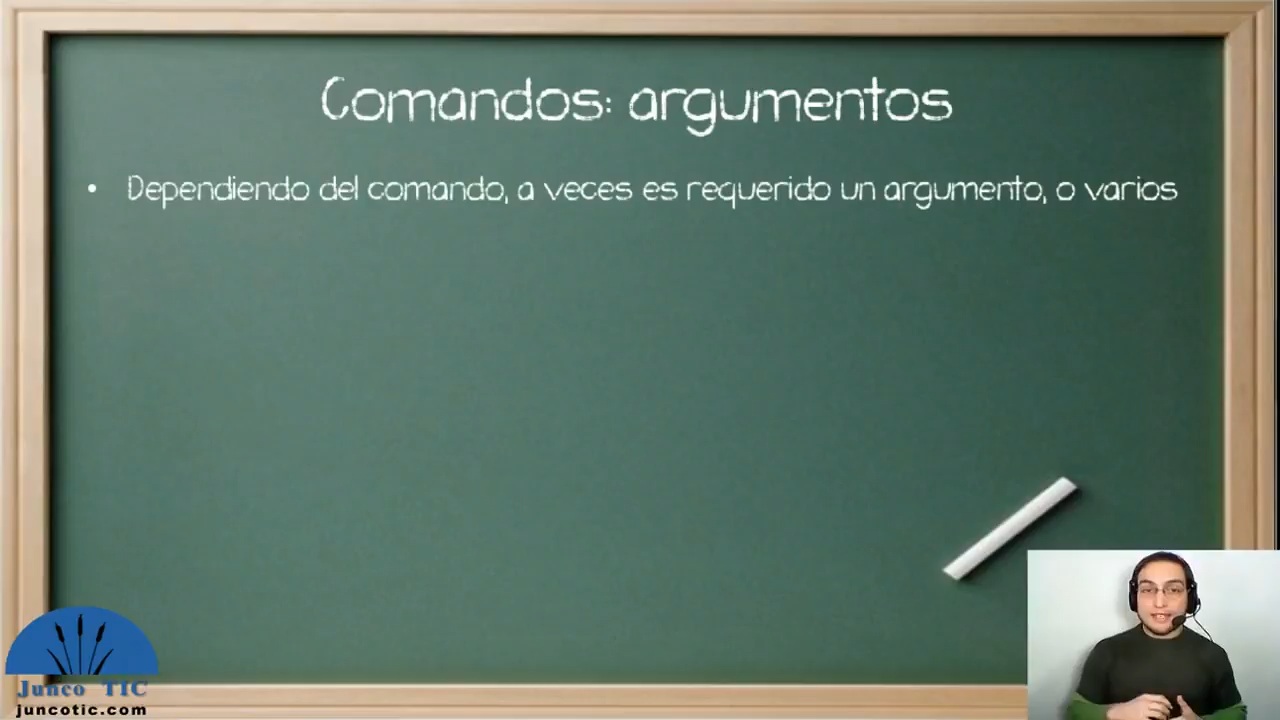 Comandos: argumentos
• Dependiendo del comando, a veces es requerido un argumento, o varios
Junco TIC
juncotic.com